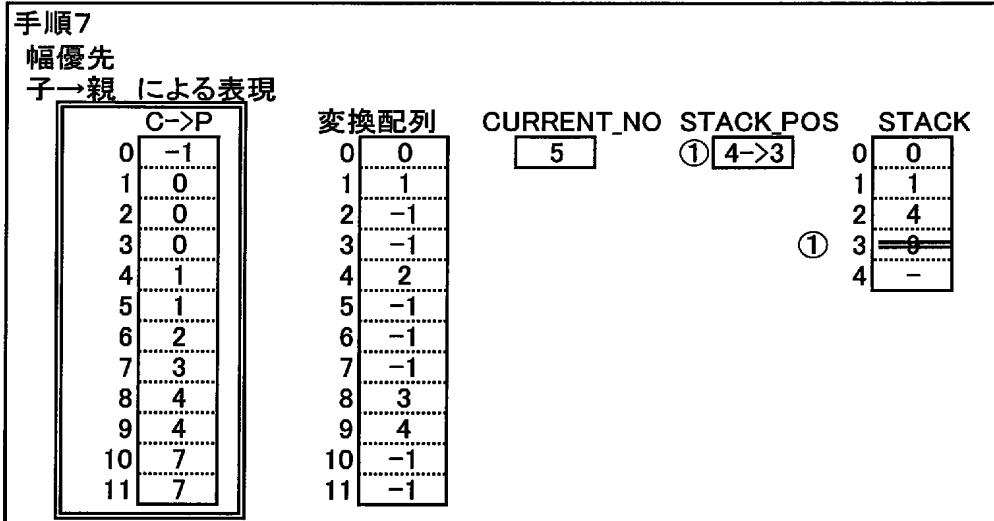 手順7
幅優先
子→親 による表現
C->P 変換配列 CURRENT_NO STACK_POS STACK
0 -1 0 0 5 ① 4->3 0 0
1 0 1 1 1 1
2 0 2 -1 2 4
3 0 3 -1 ① 3 9
4 1 4 2 4 -
5 1 5 -1
6 2 6 -1
7 3 7 -1
8 4 8 3
9 4 9 4
10 7 10 -1
11 7 11 -1